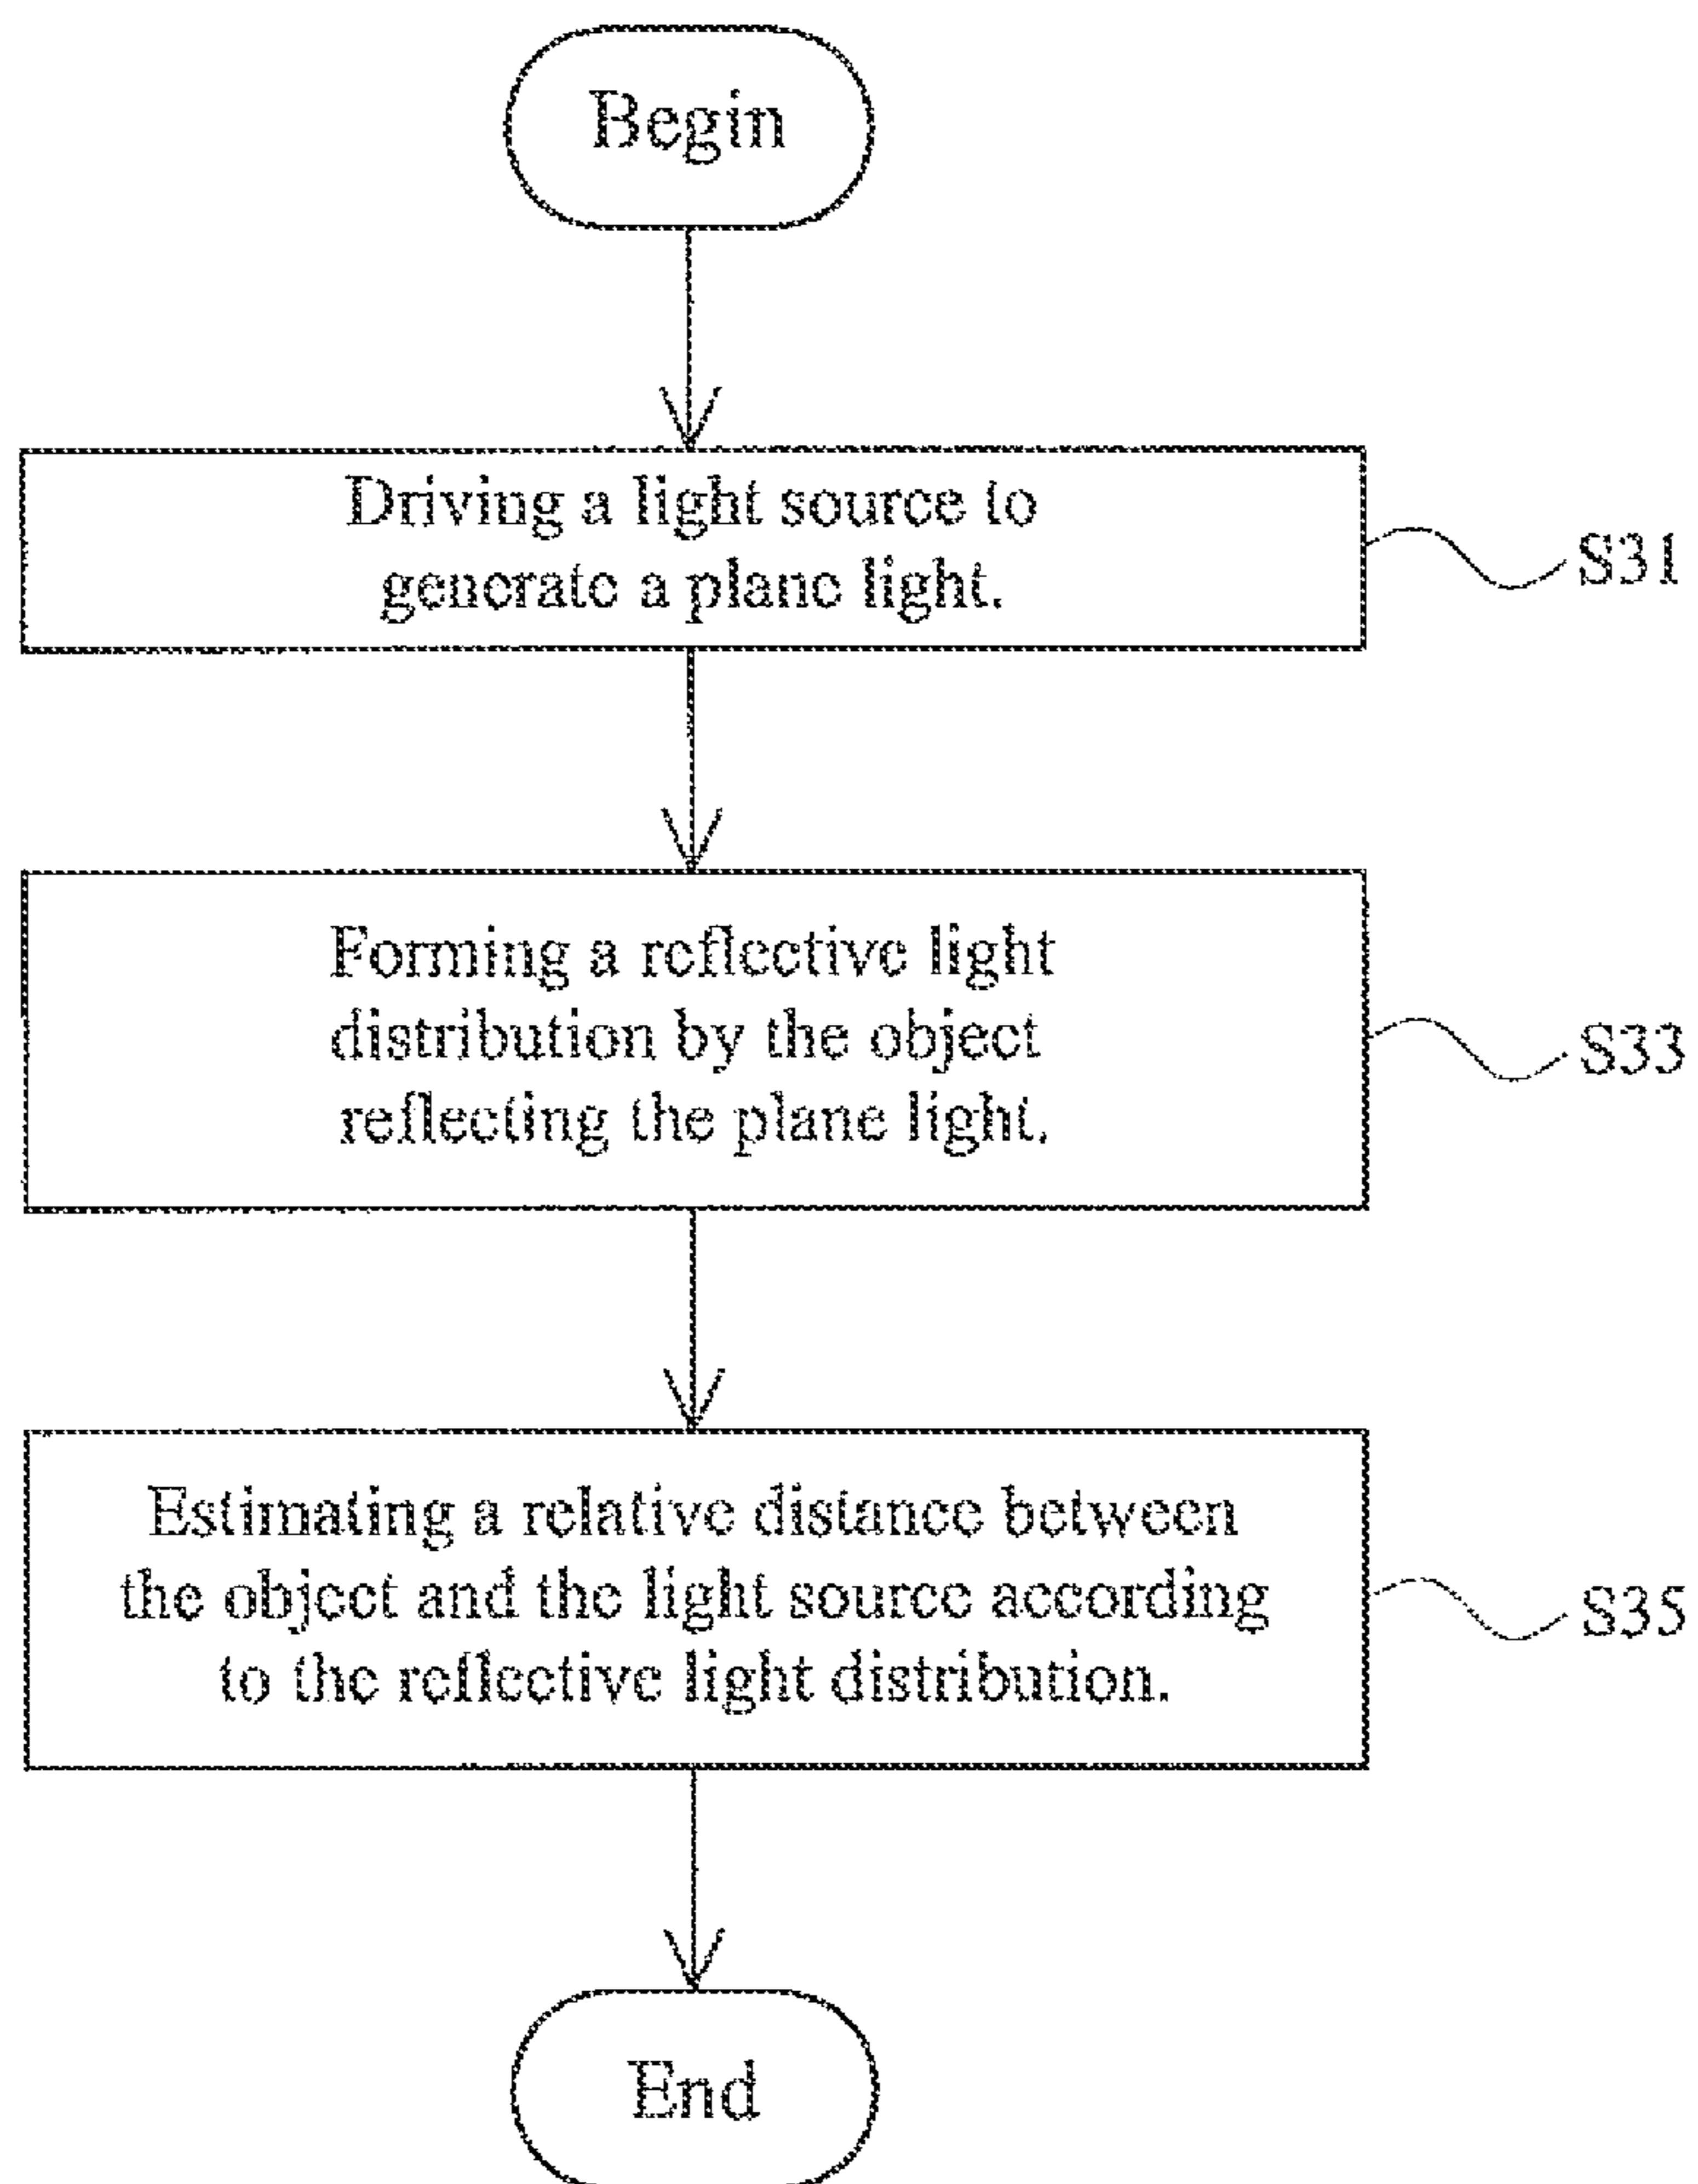 Begin
Driving a light source to
generate a plane light.
S31
Forming a reflective light
distribution by the object
reflecting the plane light.
S33
Estimating a relative distance between
the object and the light source according
to the reflective light distribution.
S35
End